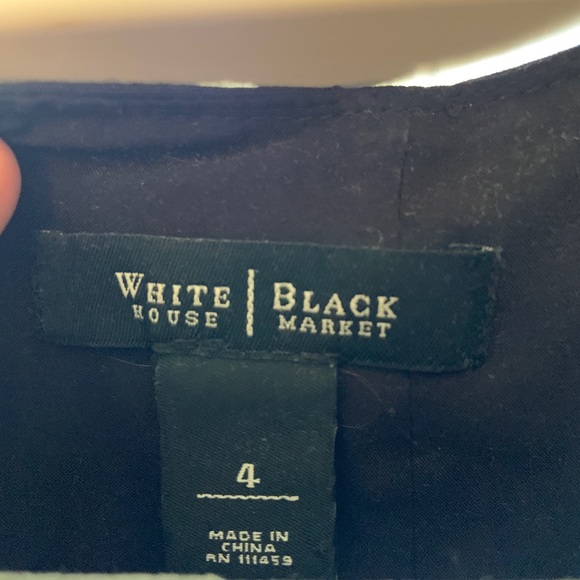 WHITE | BLACK
HOUSE MARKET
4
MADE IN
CHINA
RN 111459